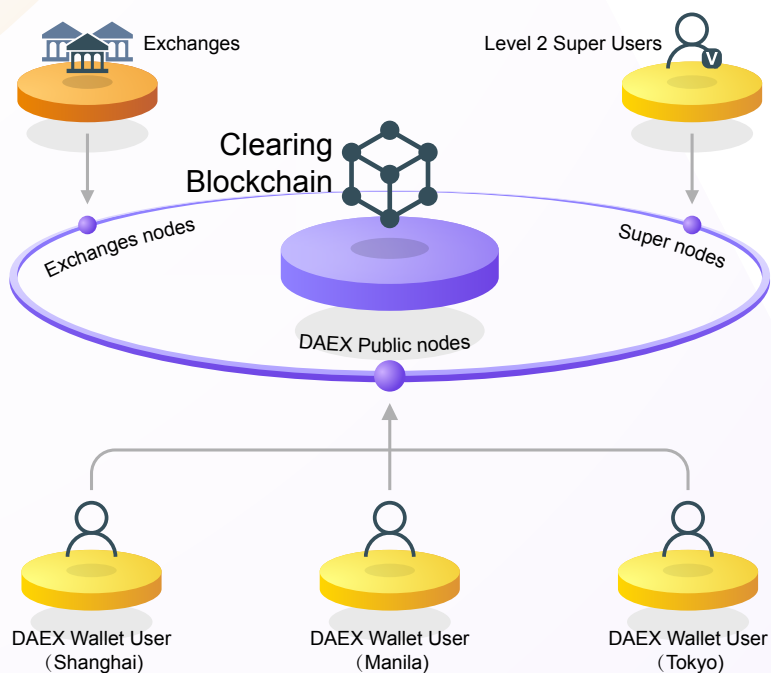 Exchanges
Level 2 Super Users
V
Clearing
Blockchain
Exchanges nodes
Super nodes
DAEX Public nodes
DAEX Wallet User
（Shanghai)
DAEX Wallet User
（Manila)
DAEX Wallet User
（Tokyo)